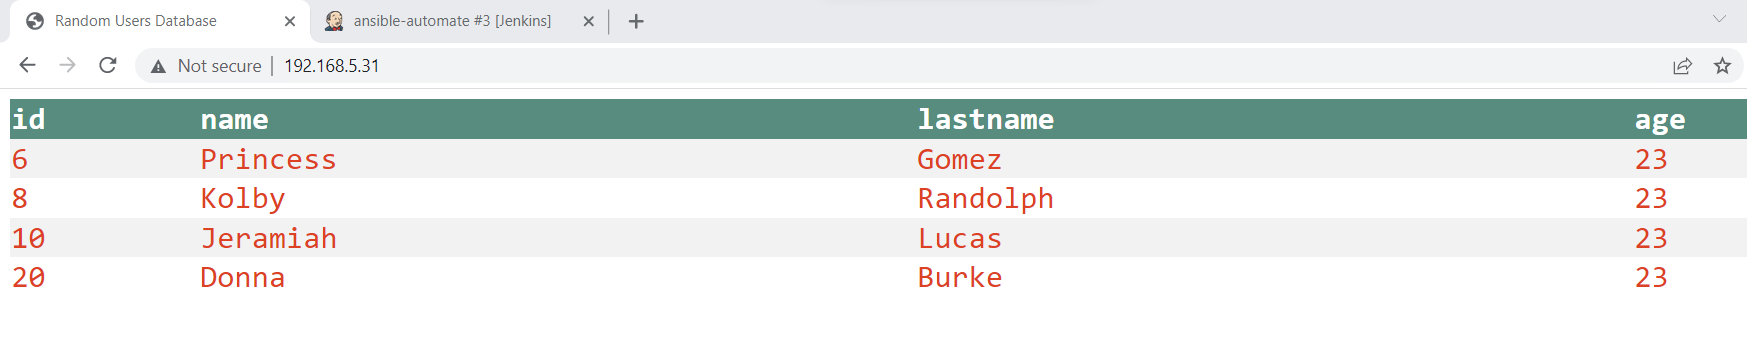 Random Users Database ansible-automate #3 [Jenkins]
Not secure 192.168.5.31
id name lastname age
6 Princess Gomez 23
8 Kolby Randolph 23
10 Jeramiah Lucas 23
20 Donna Burke 23